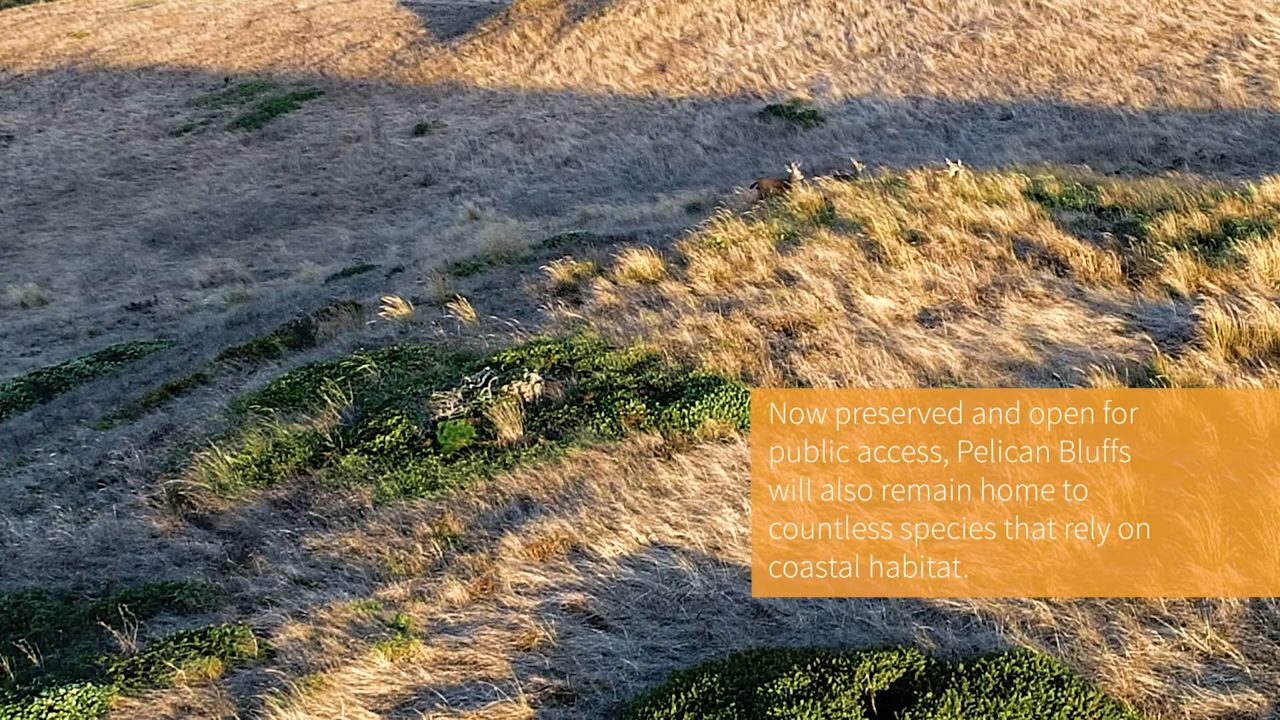 Now preserved and open for
public access, Pelican Bluffs
will also remain home to
countless species that rely on
coastal habitat.